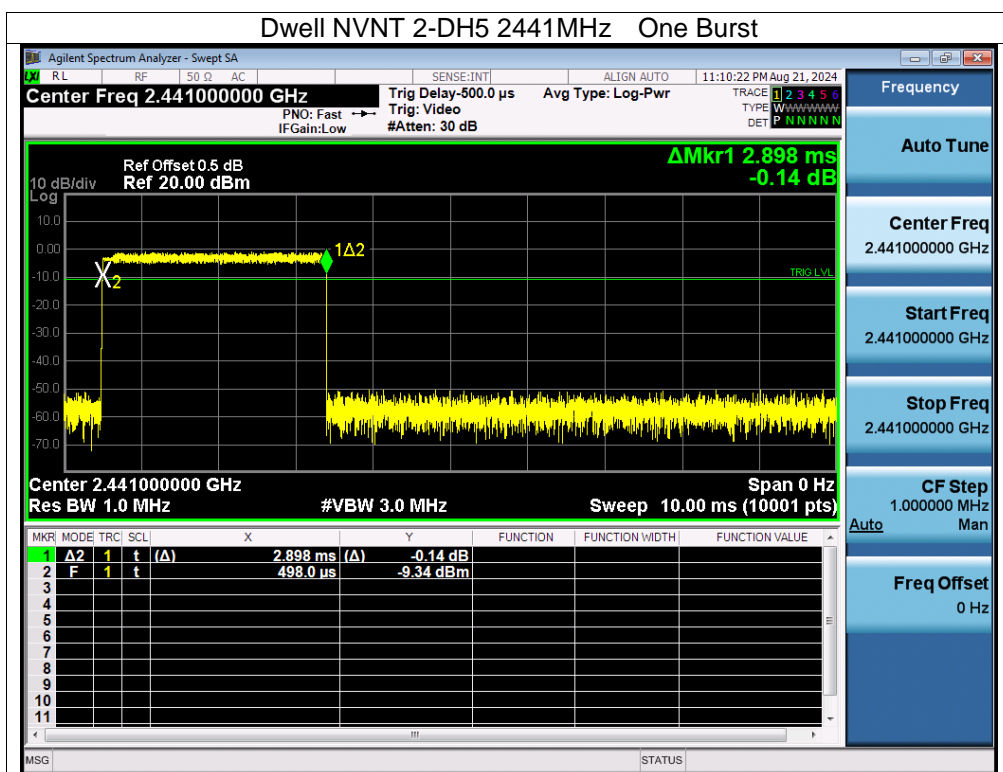 Dwell NVNT 2-DH5 2441MHz One Burst
Agilent Spectrum Analyzer - Swept SA
LXI RL RF 50 Ω AC SENSE:INT ALIGN AUTO 11:10:22 PM Aug 21, 2024
Center Freq 2.441000000 GHz
PNO: Fast
IFGain:Low
Trig Delay-500.0 µs
Trig: Video
#Atten: 30 dB
Avg Type: Log-Pwr
TRACE 1 2 3 4 5 6
TYPE WWWWWWW
DET P N N N N N
Ref Offset 0.5 dB
10 dB/div Ref 20.00 dBm
Log
ΔMkr1 2.898 ms
-0.14 dB
10.0
0.00
-10.0
-20.0
-30.0
-40.0
-50.0
-60.0
-70.0
1Δ2
X2
TRIG LVL
Center 2.441000000 GHz Span 0 Hz
Res BW 1.0 MHz #VBW 3.0 MHz Sweep 10.00 ms (10001 pts)
MKR MODE TRC SCL X Y FUNCTION FUNCTION WIDTH FUNCTION VALUE
1 Δ2 1 t (Δ) 2.898 ms (Δ) -0.14 dB
2 F 1 t 498.0 µs -9.34 dBm
3
4
5
6
7
8
9
10
11
MSG STATUS
Frequency
Auto Tune
Center Freq
2.441000000 GHz
Start Freq
2.441000000 GHz
Stop Freq
2.441000000 GHz
CF Step
1.000000 MHz
Auto Man
Freq Offset
0 Hz